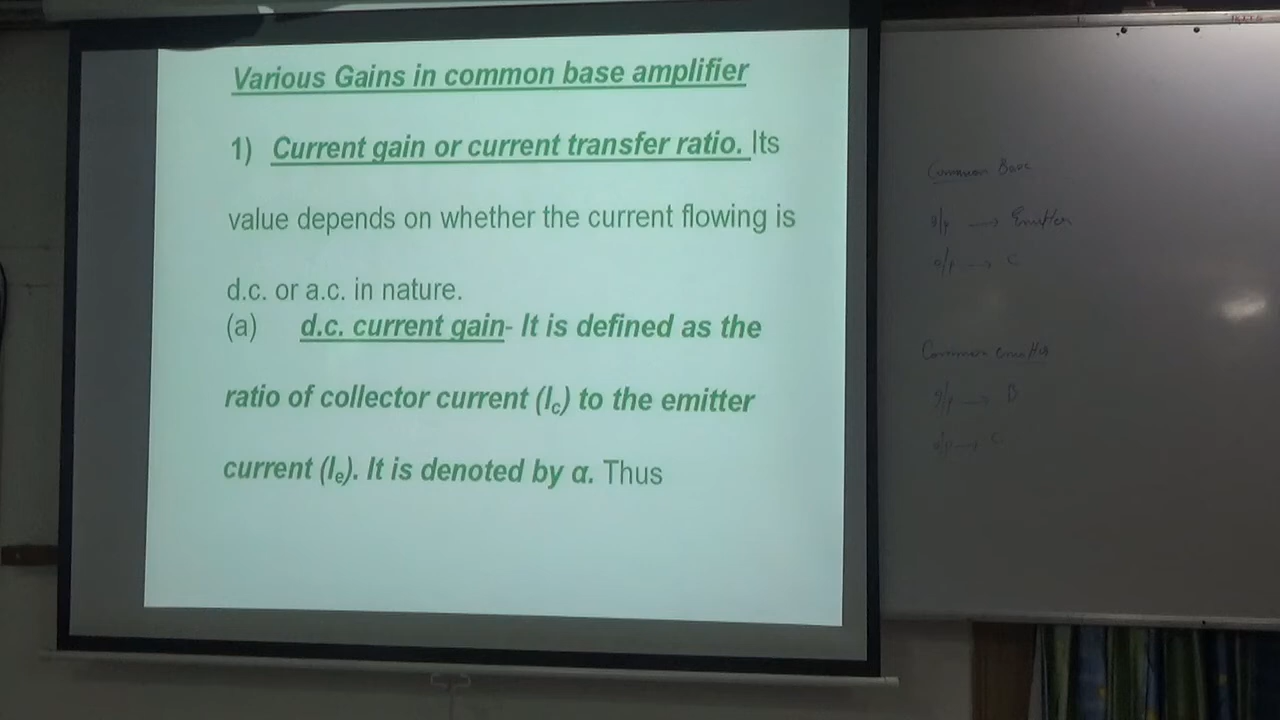 Various Gains in common base amplifier
1) Current gain or current transfer ratio. Its
value depends on whether the current flowing is
d.c. or a.c. in nature.
(a) d.c. current gain- It is defined as the
ratio of collector current (Ic) to the emitter
current (Ie). It is denoted by α. Thus
Common Base
i/p → Emitter
o/p → C
Common emitter
i/p → B
o/p → C